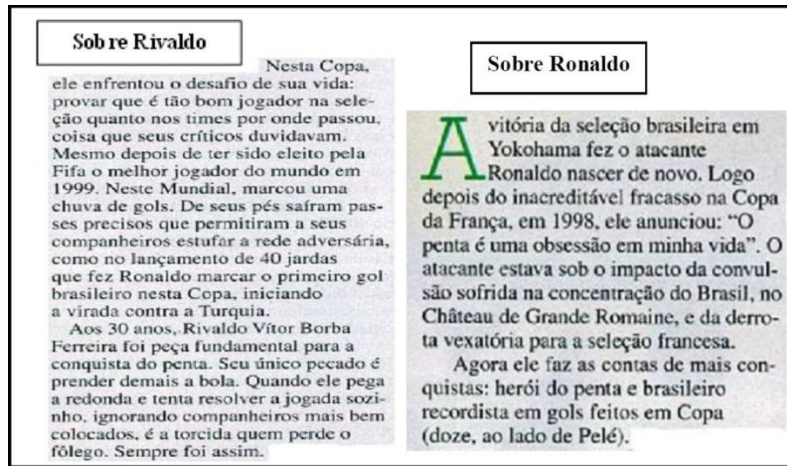 Sobre Rivaldo
Nesta Copa,
ele enfrentou o desafio de sua vida:
provar que é tão bom jogador na sele-
ção quanto nos times por onde passou,
coisa que seus críticos duvidavam.
Mesmo depois de ter sido eleito pela
Fifa o melhor jogador do mundo em
1999. Neste Mundial, marcou uma
chuva de gols. De seus pés saíram pas-
ses precisos que permitiram a seus
companheiros estufar a rede adversária,
como no lançamento de 40 jardas
que fez Ronaldo marcar o primeiro gol
brasileiro nesta Copa, iniciando
a virada contra a Turquia.
Aos 30 anos, Rivaldo Vítor Borba
Ferreira foi peça fundamental para a
conquista do penta. Seu único pecado é
prender demais a bola. Quando ele pega
a redonda e tenta resolver a jogada sozi-
nho, ignorando companheiros mais bem
colocados, é a torcida quem perde o
fôlego. Sempre foi assim.
Sobre Ronaldo
A vitória da seleção brasileira em
Yokohama fez o atacante
Ronaldo nascer de novo. Logo
depois do inacreditável fracasso na Copa
da França, em 1998, ele anunciou: “O
penta é uma obsessão em minha vida”. O
atacante estava sob o impacto da convul-
são sofrida na concentração do Brasil, no
Château de Grande Romaine, e da derro-
ta vexatória para a seleção francesa.
Agora ele faz as contas de mais con-
quistas: herói do penta e brasileiro
recordista em gols feitos em Copa
(doze, ao lado de Pelé).